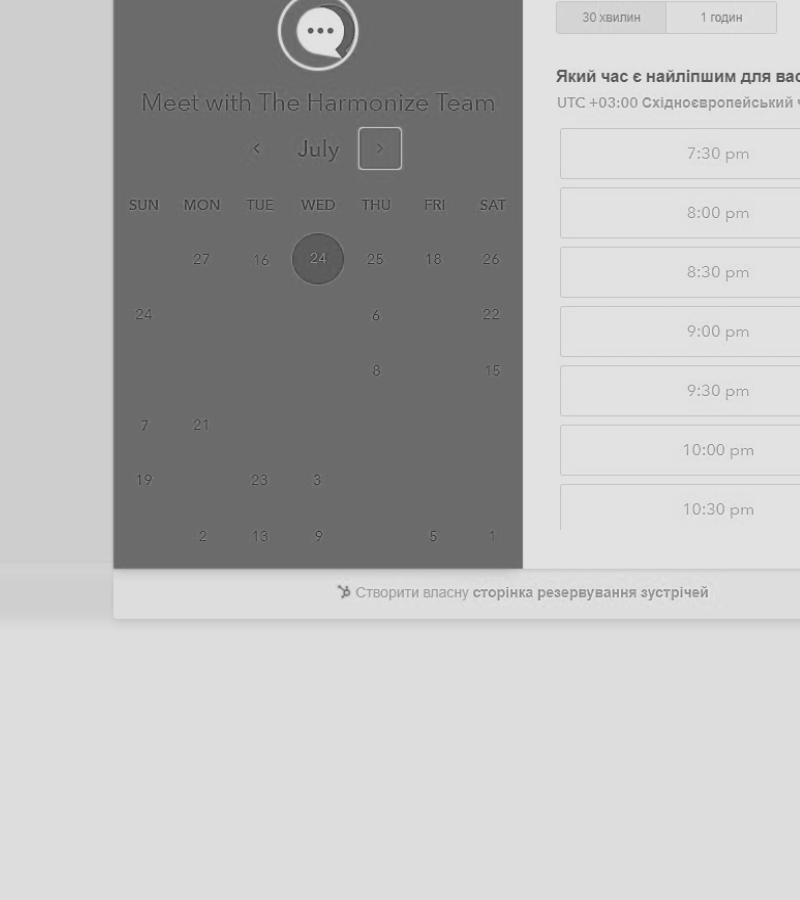 30 хвилин 1 годин
Який час є найліпшим для вас
UTC +03:00 Східноєвропейський ч
Meet with The Harmonize Team
July
SUN MON TUE WED THU FRI SAT
27 16 24 25 18 26
24 6 22
8 15
7 21
19 23 3
2 13 9 5 1
7:30 pm
8:00 pm
8:30 pm
9:00 pm
9:30 pm
10:00 pm
10:30 pm
Створити власну сторінка резервування зустрічей